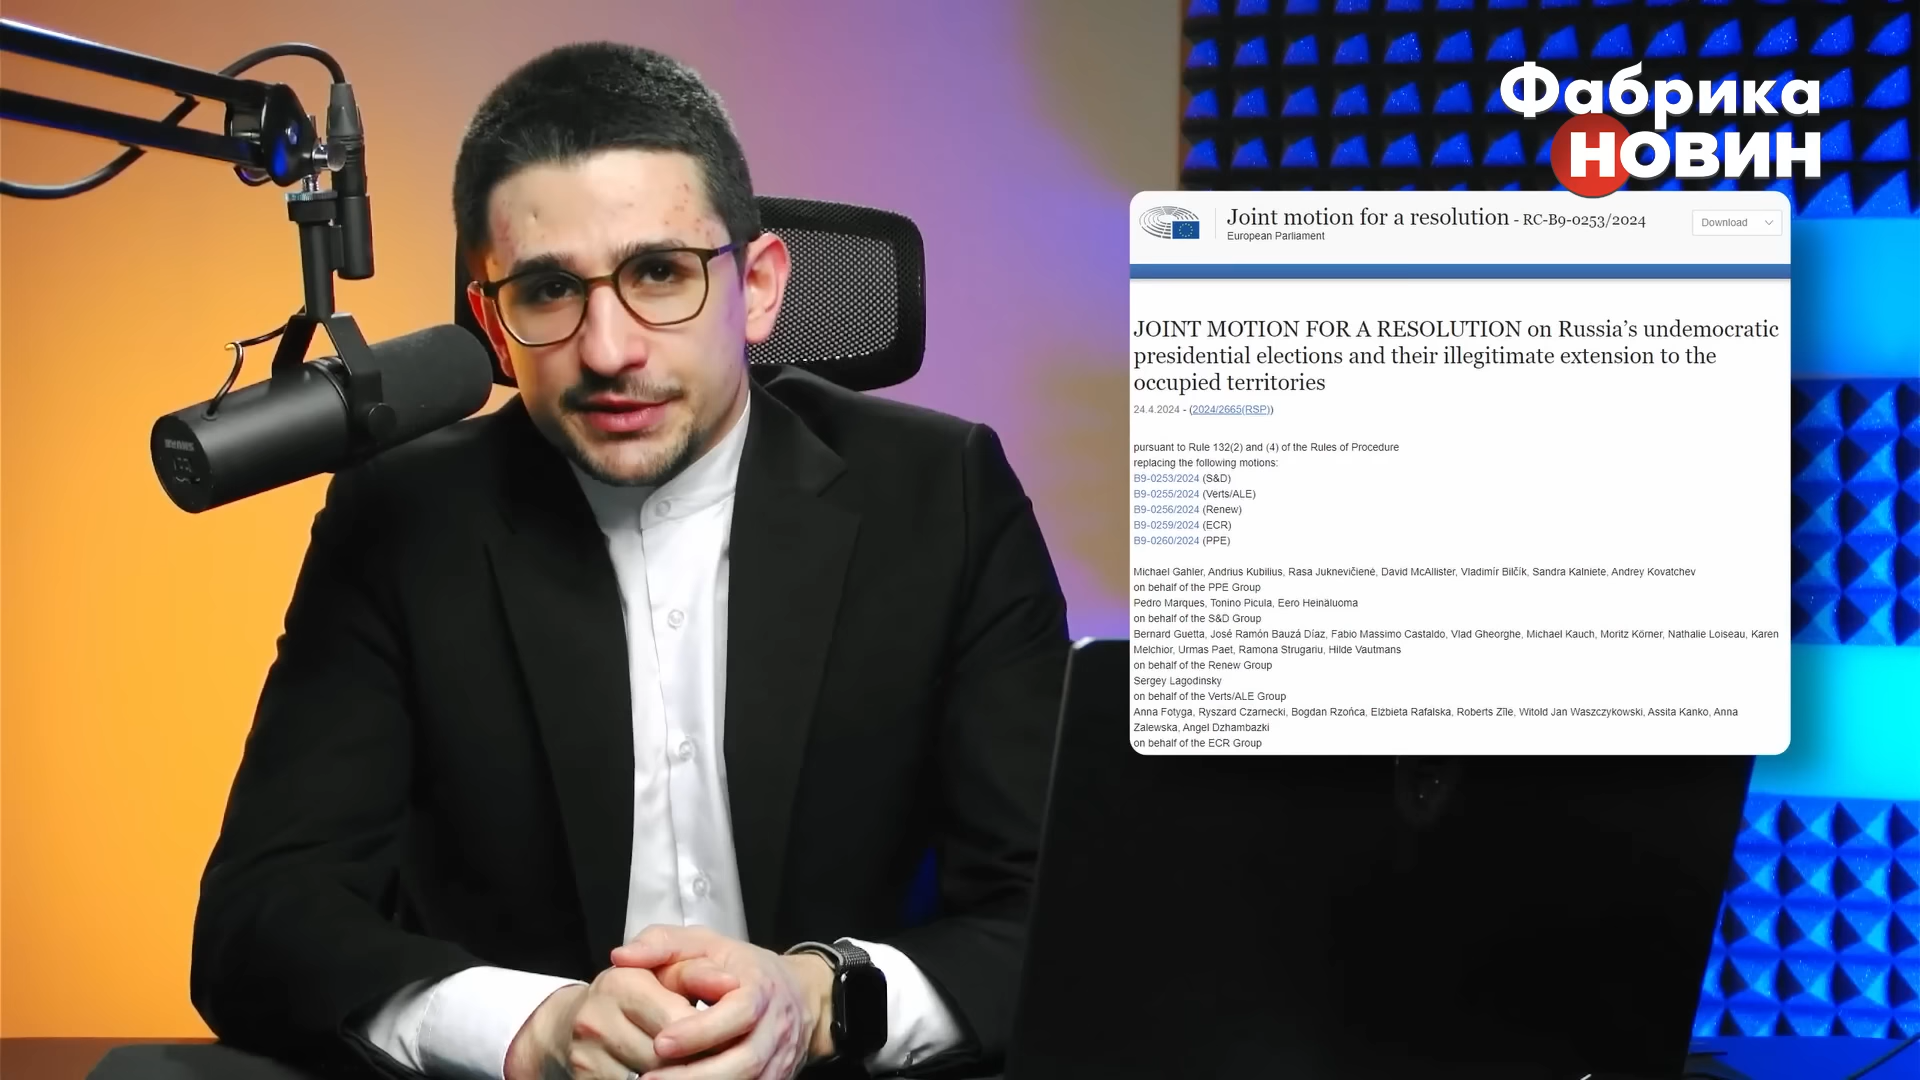 Фабрика
новин
Joint motion for a resolution - RC-B9-0253/2024
European Parliament
Download
JOINT MOTION FOR A RESOLUTION on Russia’s undemocratic
presidential elections and their illegitimate extension to the
occupied territories
24.4.2024 - (2024/2665(RSP))
pursuant to Rule 132(2) and (4) of the Rules of Procedure
replacing the following motions:
B9-0253/2024 (S&D)
B9-0255/2024 (Verts/ALE)
B9-0256/2024 (Renew)
B9-0259/2024 (ECR)
B9-0260/2024 (PPE)
Michael Gahler, Andrius Kubilius, Rasa Juknevičienė, David McAllister, Vladimír Bilčík, Sandra Kalniete, Andrey Kovatchev
on behalf of the PPE Group
Pedro Marques, Tonino Picula, Eero Heinäluoma
on behalf of the S&D Group
Bernard Guetta, José Ramón Bauzá Díaz, Fabio Massimo Castaldo, Vlad Gheorghe, Michael Kauch, Moritz Körner, Nathalie Loiseau, Karen
Melchior, Urmas Paet, Ramona Strugariu, Hilde Vautmans
on behalf of the Renew Group
Sergey Lagodinsky
on behalf of the Verts/ALE Group
Anna Fotyga, Ryszard Czarnecki, Bogdan Rzońca, Elżbieta Rafalska, Roberts Zīle, Witold Jan Waszczykowski, Assita Kanko, Anna
Zalewska, Angel Dzhambazki
on behalf of the ECR Group